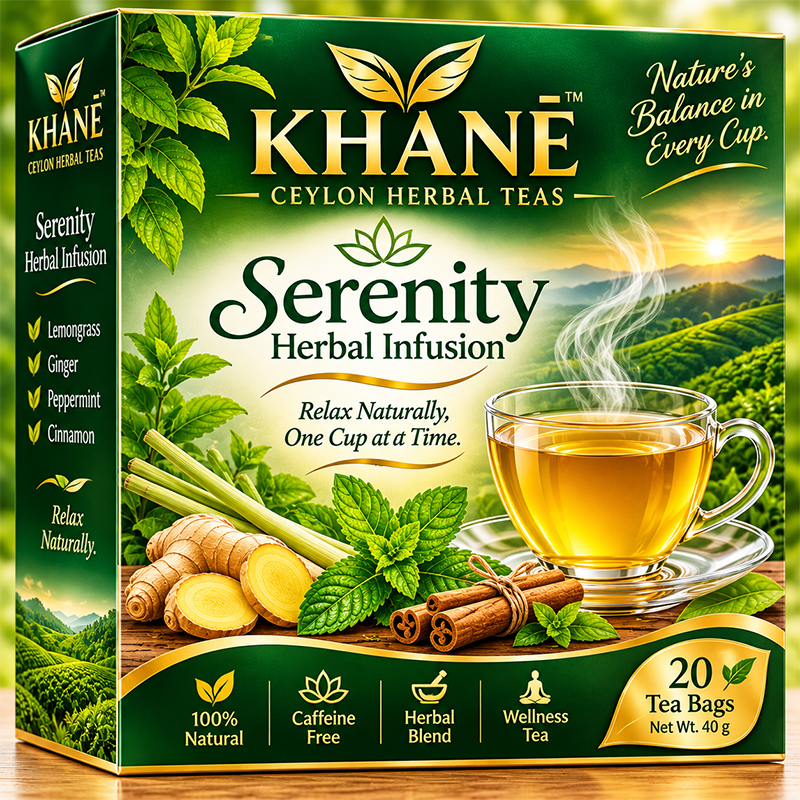 KHANĒ™
CEYLON HERBAL TEAS
Serenity
Herbal Infusion
Lemongrass
Ginger
Peppermint
Cinnamon
Relax
Naturally.
KHANĒ™
CEYLON HERBAL TEAS
Nature's
Balance in
Every Cup.
Serenity
Herbal Infusion
Relax Naturally,
One Cup at a Time.
100%
Natural
Caffeine
Free
Herbal
Blend
Wellness
Tea
20
Tea Bags
Net Wt. 40 g